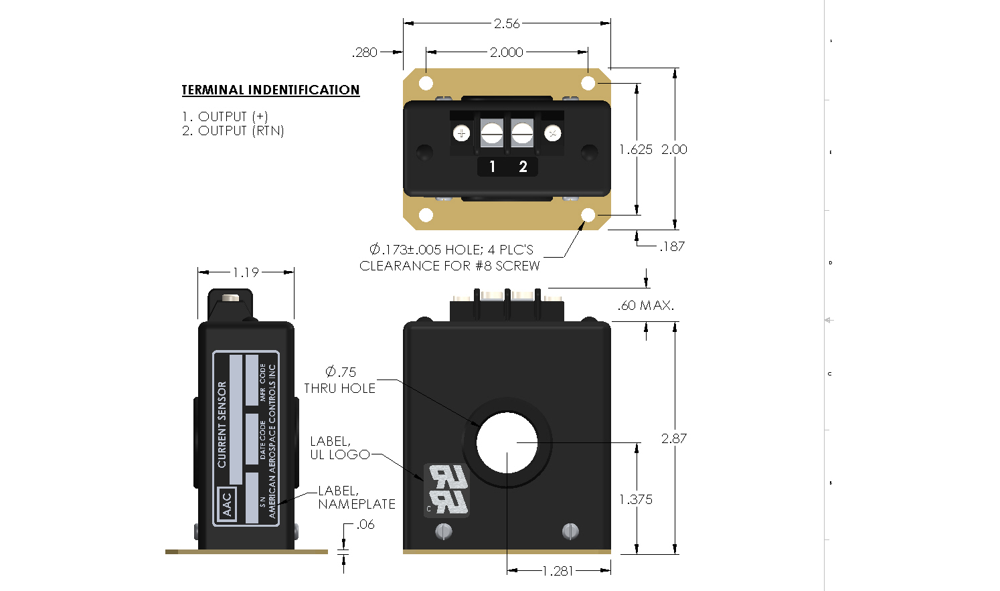 2.56
.280
2.000
TERMINAL INDENTIFICATION
1. OUTPUT (+)
2. OUTPUT (RTN)
1 2
1.625 2.00
.187
Ø.173±.005 HOLE; 4 PLC'S
CLEARANCE FOR #8 SCREW
1.19
.60 MAX.
Ø.75
THRU HOLE
2.87
LABEL,
UL LOGO
1.375
LABEL,
NAMEPLATE
.06
1.281
CURRENT SENSOR
AAC
MFR CODE
DATE CODE
S N
AMERICAN AEROSPACE CONTROLS INC
C
D
C